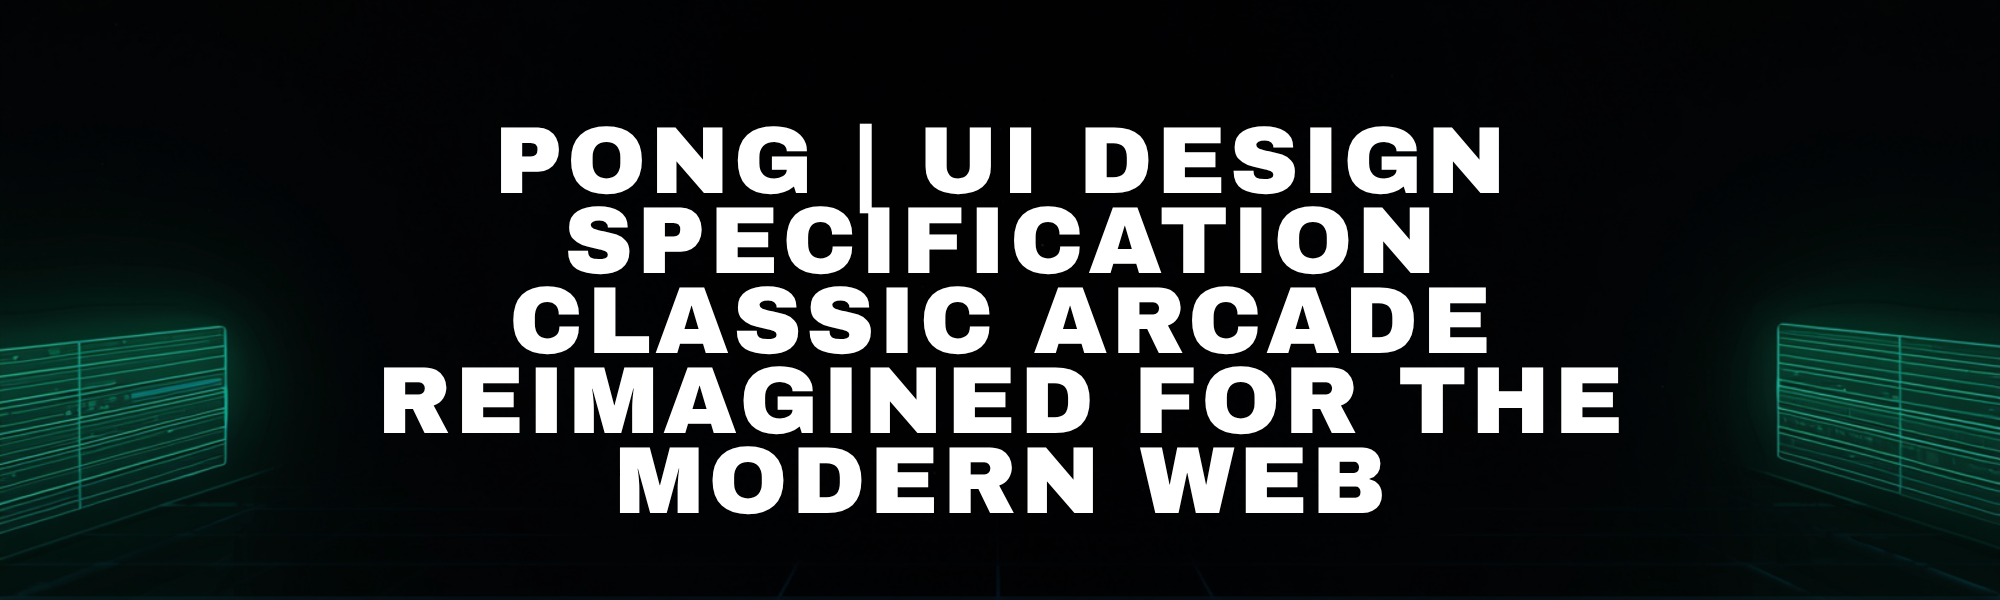 PONG | UI DESIGN
SPECIFICATION
CLASSIC ARCADE
REIMAGINED FOR THE
MODERN WEB